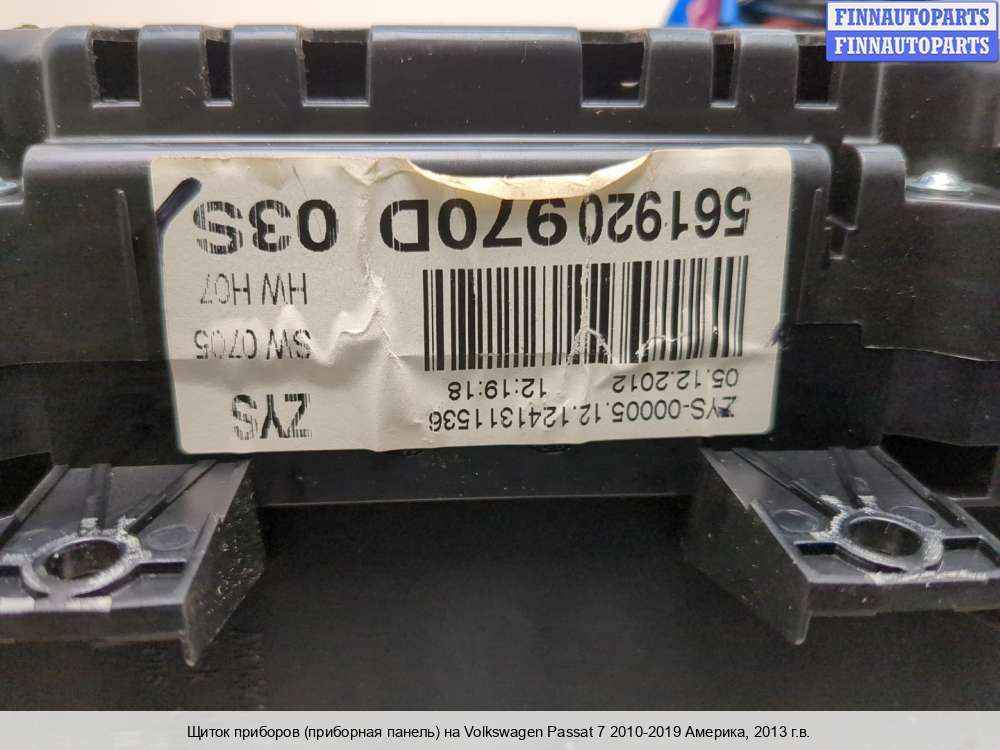 FINNAUTOPARTS
FINNAUTOPARTS
561920970D 03S
HW H07
SW 0705
05.12.2012 12:19:18
ZYS-00005.12.1241311536
ZYS
Щиток приборов (приборная панель) на Volkswagen Passat 7 2010-2019 Америка, 2013 г.в.